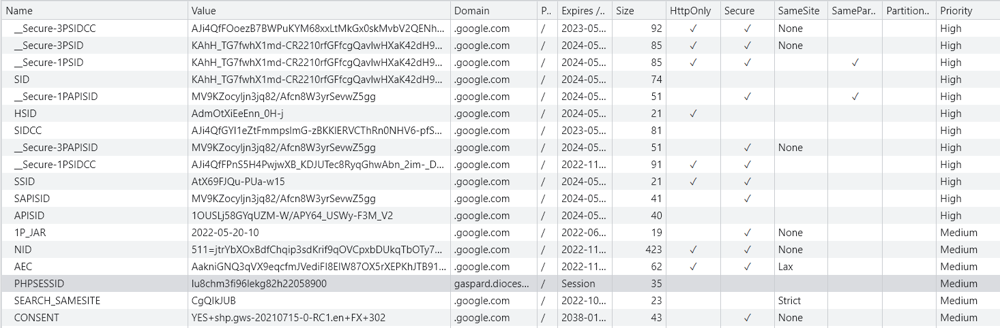 Name Value Domain P.. Expires /.. Size HttpOnly Secure SameSite SamePar.. Partition.. Priority
__Secure-3PSIDCC AJi4QfFOoezB7BWPuKYM68xxLtMkGx0skMvbV2QENh... .google.com / 2023-05... 92 ✓ ✓ None High
__Secure-3PSID KAhH_TG7fwhX1md-CR2210rfGFfcgQavIwHXaK42dH9... .google.com / 2024-05... 85 ✓ ✓ None High
__Secure-1PSID KAhH_TG7fwhX1md-CR2210rfGFfcgQavIwHXaK42dH9... .google.com / 2024-05... 85 ✓ ✓ ✓ High
SID KAhH_TG7fwhX1md-CR2210rfGFfcgQavIwHXaK42dH9... .google.com / 2024-05... 74 High
__Secure-1PAPISID MV9KZocyIjn3jq82/Afcn8W3yrSevwZ5gg .google.com / 2024-05... 51 ✓ ✓ High
HSID AdmOtXiEeEnn_0H-j .google.com / 2024-05... 21 ✓ High
SIDCC AJi4QfGYI1eZtFmmpsImG-zBKKlERVCThRn0NHV6-pfS... .google.com / 2023-05... 81 High
__Secure-3PAPISID MV9KZocyIjn3jq82/Afcn8W3yrSevwZ5gg .google.com / 2024-05... 51 ✓ None High
__Secure-1PSIDCC AJi4QfFPnS5H4PwjwXB_KDJUTec8RyqGhwAbn_2im-_D... .google.com / 2022-11... 91 ✓ ✓ High
SSID AtX69FJQu-PUa-w15 .google.com / 2024-05... 21 ✓ ✓ High
SAPISID MV9KZocyIjn3jq82/Afcn8W3yrSevwZ5gg .google.com / 2024-05... 41 ✓ High
APISID 1OUSLj58GYqUZM-W/APY64_USWy-F3M_V2 .google.com / 2024-05... 40 High
1P_JAR 2022-05-20-10 .google.com / 2022-06... 19 ✓ None Medium
NID 511=jtrYbXOxBdfChqip3sdKrif9qOVCpxbDUkqTbOTy7... .google.com / 2022-11... 423 ✓ ✓ None Medium
AEC AakniGNQ3qVX9eqcfmJVediFI8ElW87OX5rXEPKhJTB91... .google.com / 2022-11... 62 ✓ ✓ Lax Medium
PHPSESSID lu8chm3fi96lekg82h22058900 gaspard.dioces... / Session 35 Medium
SEARCH_SAMESITE CgQIkJUB .google.com / 2022-10... 23 Strict Medium
CONSENT YES+shp.gws-20210715-0-RC1.en+FX+302 .google.com / 2038-01... 43 ✓ None Medium